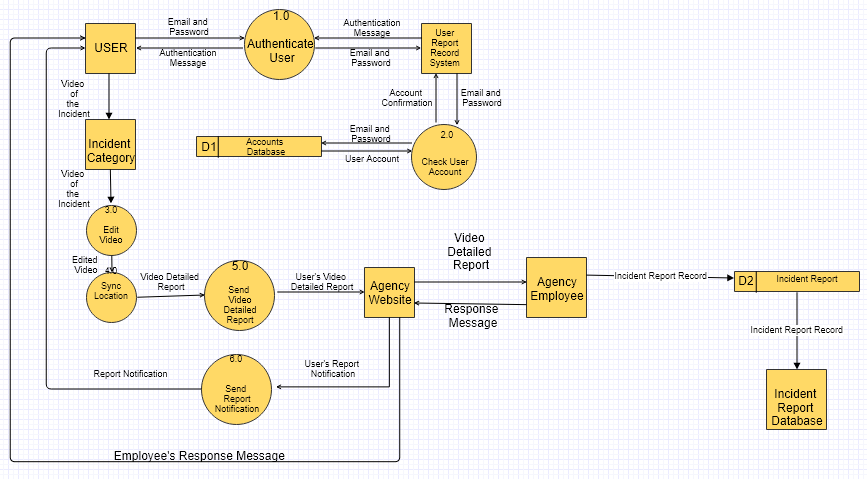 Email and
Password
1.0
Authentication
Message
USER
Authenticate
User
User
Report
Record
System
Authentication
Message
Email and
Password
Video
of
the
Incident
Account
Confirmation
Email and
Password
Incident
Category
D1
Accounts
Database
Email and
Password
User Account
2.0
Check User
Account
Video
of
the
Incident
3.0
Edit
Video
Edited
Video
4.0
Sync
Location
Video Detailed
Report
5.0
Send
Video
Detailed
Report
User's Video
Detailed Report
Agency
Website
Video
Detailed
Report
Response
Message
Agency
Employee
Incident Report Record
D2
Incident Report
Incident Report Record
Incident
Report
Database
Report Notification
6.0
Send
Report
Notification
User's Report
Notification
Employee's Response Message